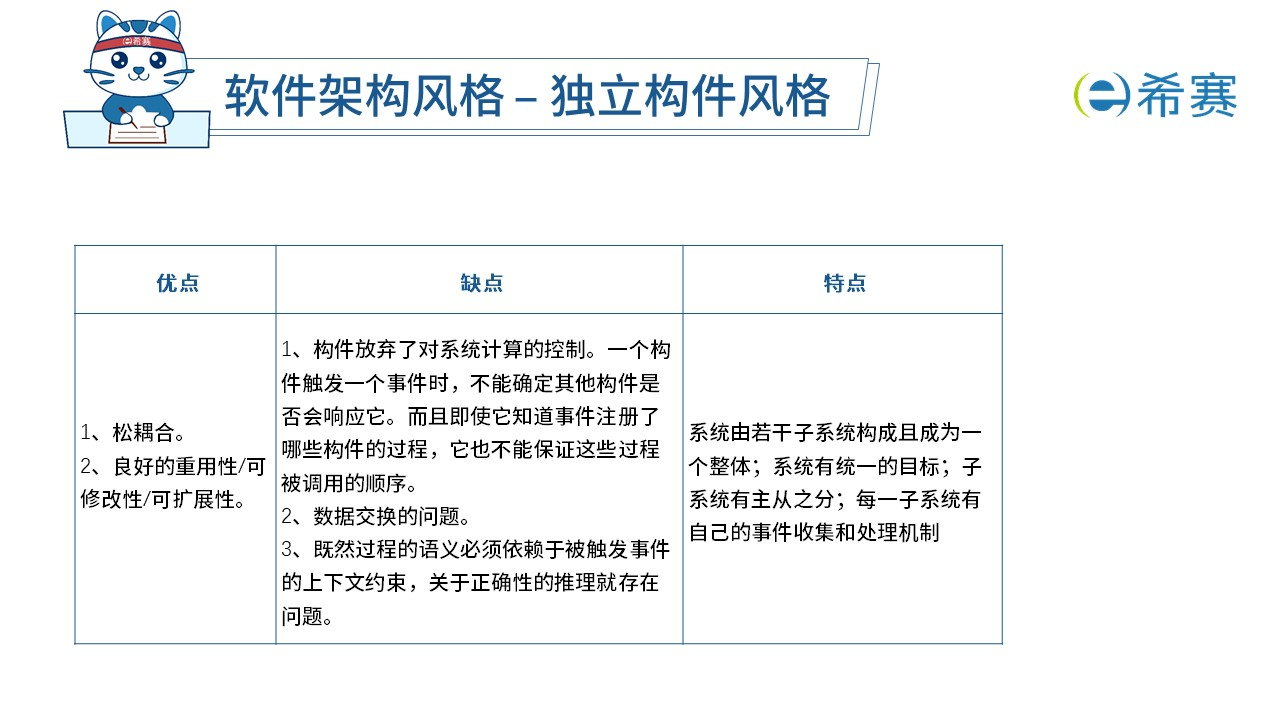 希赛
软件架构风格 – 独立构件风格
希赛
优点
缺点
特点
1、松耦合。
2、良好的重用性/可
修改性/可扩展性。
1、构件放弃了对系统计算的控制。一个构
件触发一个事件时，不能确定其他构件是
否会响应它。而且即使它知道事件注册了
哪些构件的过程，它也不能保证这些过程
被调用的顺序。
2、数据交换的问题。
3、既然过程的语义必须依赖于被触发事件
的上下文约束，关于正确性的推理就存在
问题。
系统由若干子系统构成且成为一
个整体；系统有统一的目标；子
系统有主从之分；每一子系统有
自己的事件收集和处理机制